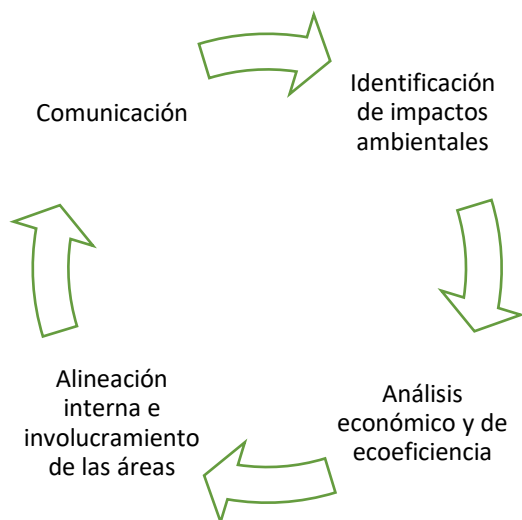 Comunicación
Identificación
de impactos
ambientales
Análisis
económico y de
ecoeficiencia
Alineación
interna e
involucramiento
de las áreas